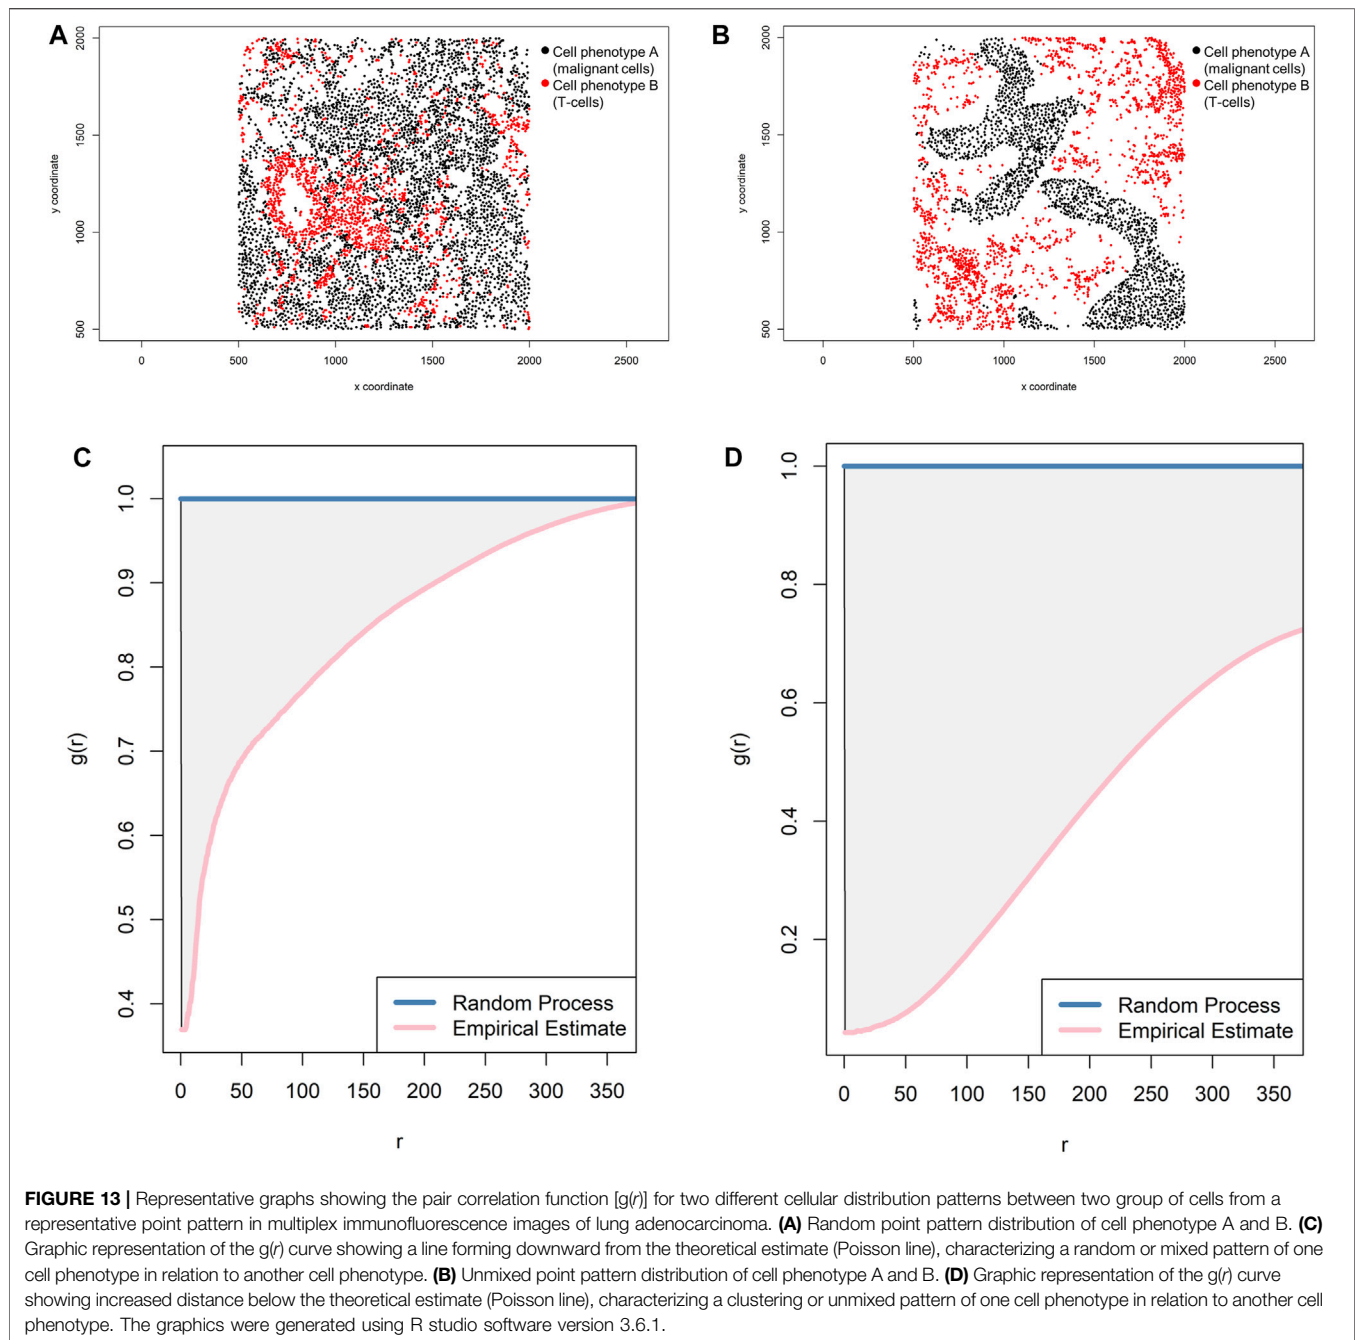 A
2000
1500
1000
500
y coordinate
Cell phenotype A
(malignant cells)
Cell phenotype B
(T-cells)
0 500 1000 1500 2000 2500
x coordinate
B
2000
1500
1000
500
y coordinate
Cell phenotype A
(malignant cells)
Cell phenotype B
(T-cells)
0 500 1000 1500 2000 2500
x coordinate
C
1.0
0.9
0.8
0.7
0.6
0.5
0.4
g(r)
Random Process
Empirical Estimate
0 50 100 150 200 250 300 350
r
D
1.0
0.8
0.6
0.4
0.2
g(r)
Random Process
Empirical Estimate
0 50 100 150 200 250 300 350
r
FIGURE 13 | Representative graphs showing the pair correlation function [g(r)] for two different cellular distribution patterns between two group of cells from a
representative point pattern in multiplex immunofluorescence images of lung adenocarcinoma. (A) Random point pattern distribution of cell phenotype A and B. (C)
Graphic representation of the g(r) curve showing a line forming downward from the theoretical estimate (Poisson line), characterizing a random or mixed pattern of one
cell phenotype in relation to another cell phenotype. (B) Unmixed point pattern distribution of cell phenotype A and B. (D) Graphic representation of the g(r) curve
showing increased distance below the theoretical estimate (Poisson line), characterizing a clustering or unmixed pattern of one cell phenotype in relation to another cell
phenotype. The graphics were generated using R studio software version 3.6.1.